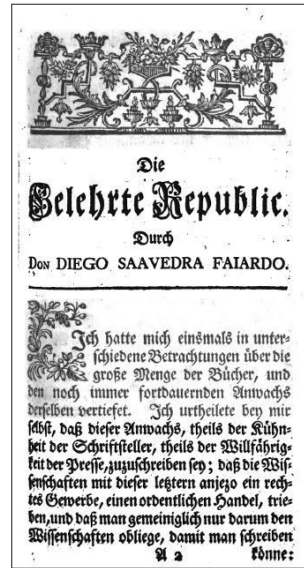 Die
Gelehrte Republic.
Durch
DON DIEGO SAAVEDRA FAIARDO.
Ich hatte mich einsmals in unter-
schiedene Betrachtungen über die
große Menge der Bücher, und
den noch immer fortdauernden Anwachs
derselben vertiefet. Ich urtheilete bey mir
selbst, daß dieser Anwachs, theils der Kühn-
heit der Schriftsteller, theils der Willfährig-
keit der Presse, zuzuschreiben sey; daß die Wis-
senschaften mit dieser letztern anjezo ein rech-
tes Gewerbe, einen ordentlichen Handel, trie-
ben, und daß man gemeiniglich nur darum den
Wissenschaften obliege, damit man schreiben
A 2 könne: